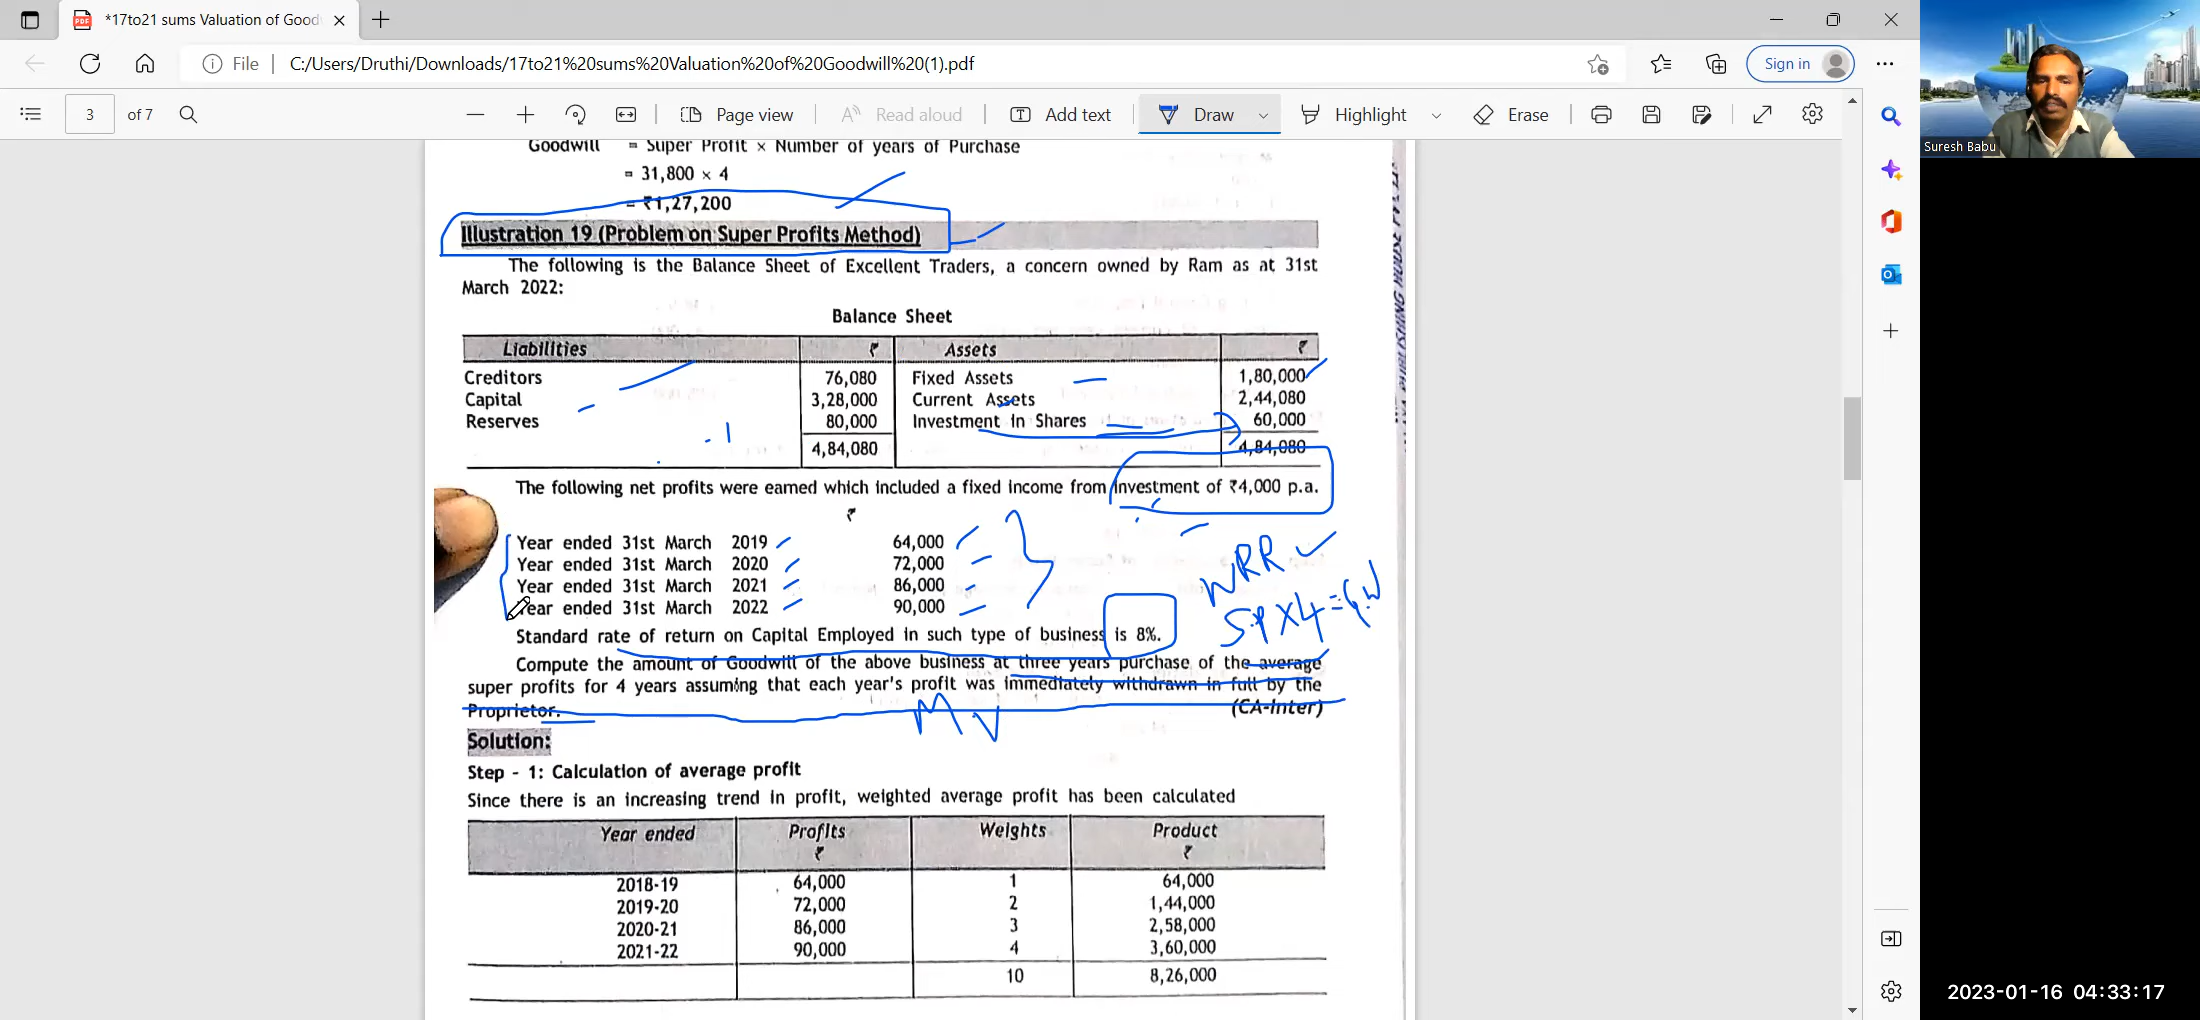 *17to21 sums Valuation of Good
File
C:/Users/Druthi/Downloads/17to21%20sums%20Valuation%20of%20Goodwill%20(1).pdf
Sign in
3 of 7
Page view
Read aloud
Add text
Draw
Highlight
Erase
Suresh Babu
Goodwill = Super Profit × Number of years of Purchase
= 31,800 × 4
= ₹1,27,200
Illustration 19 (Problem on Super Profits Method)
The following is the Balance Sheet of Excellent Traders, a concern owned by Ram as at 31st
March 2022:
Balance Sheet
Liabilities ₹ Assets ₹
Creditors 76,080 Fixed Assets 1,80,000
Capital 3,28,000 Current Assets 2,44,080
Reserves 80,000 Investment in Shares 60,000
4,84,080 4,84,080
The following net profits were earned which included a fixed income from investment of ₹4,000 p.a.
₹
Year ended 31st March 2019 64,000
Year ended 31st March 2020 72,000
Year ended 31st March 2021 86,000
Year ended 31st March 2022 90,000
NRR
SP X 4 = G.W
Standard rate of return on Capital Employed in such type of business is 8%.
Compute the amount of Goodwill of the above business at three years purchase of the average
super profits for 4 years assuming that each year's profit was immediately withdrawn in full by the
Proprietor. (CA-Inter)
MV
Solution:
Step - 1: Calculation of average profit
Since there is an increasing trend in profit, weighted average profit has been calculated
Year ended Profits Weights Product
₹ ₹
2018-19 64,000 1 64,000
2019-20 72,000 2 1,44,000
2020-21 86,000 3 2,58,000
2021-22 90,000 4 3,60,000
10 8,26,000
2023-01-16 04:33:17